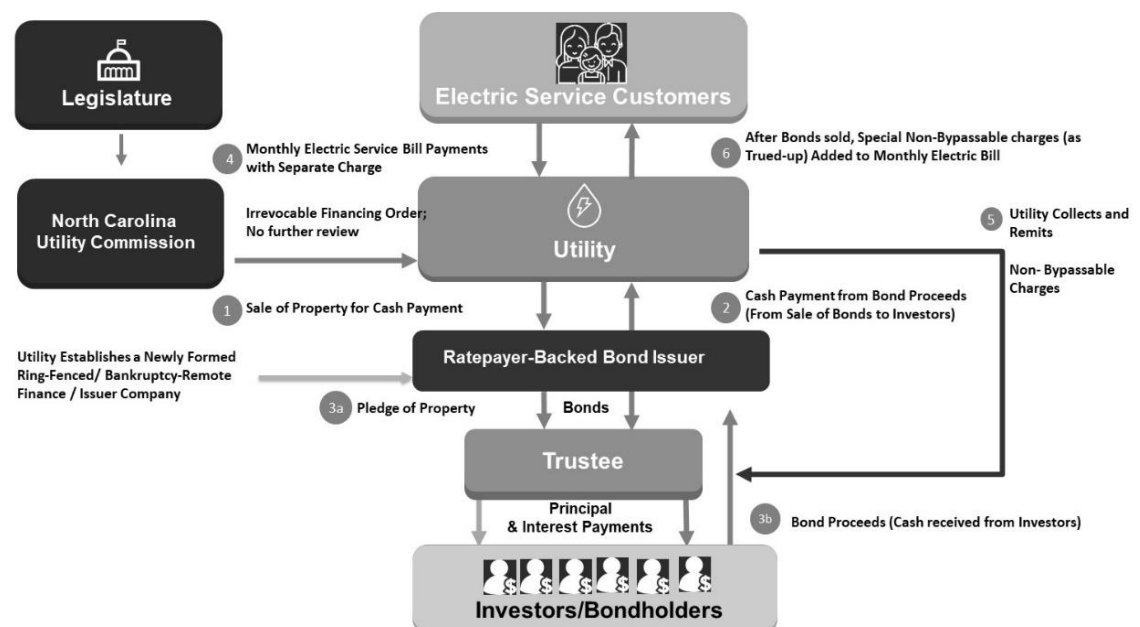 Legislature
Electric Service Customers
4
Monthly Electric Service Bill Payments
with Separate Charge
6
After Bonds sold, Special Non-Bypassable charges (as
Trued-up) Added to Monthly Electric Bill
North Carolina
Utility Commission
Irrevocable Financing Order;
No further review
Utility
5
Utility Collects and
Remits
Non- Bypassable
Charges
1
Sale of Property for Cash Payment
2
Cash Payment from Bond Proceeds
(From Sale of Bonds to Investors)
Utility Establishes a Newly Formed
Ring-Fenced/ Bankruptcy-Remote
Finance / Issuer Company
Ratepayer-Backed Bond Issuer
3a
Pledge of Property
Bonds
Trustee
Principal
& Interest Payments
3b
Bond Proceeds (Cash received from Investors)
$ $ $ $ $ $
Investors/Bondholders